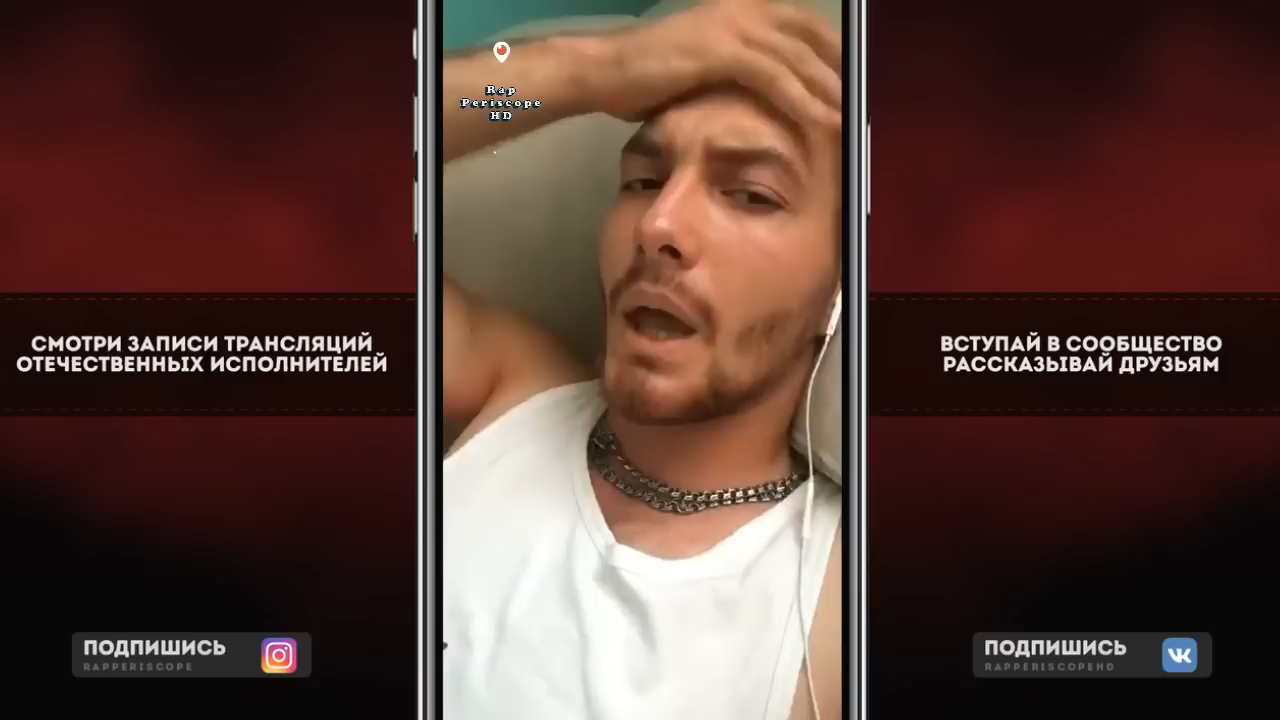 Rap
Periscope
HD
СМОТРИ ЗАПИСИ ТРАНСЛЯЦИЙ
ОТЕЧЕСТВЕННЫХ ИСПОЛНИТЕЛЕЙ
ВСТУПАЙ В СООБЩЕСТВО
РАССКАЗЫВАЙ ДРУЗЬЯМ
ПОДПИШИСЬ
RAPPERISCOPE
ПОДПИШИСЬ
RAPPERISCOPEHD